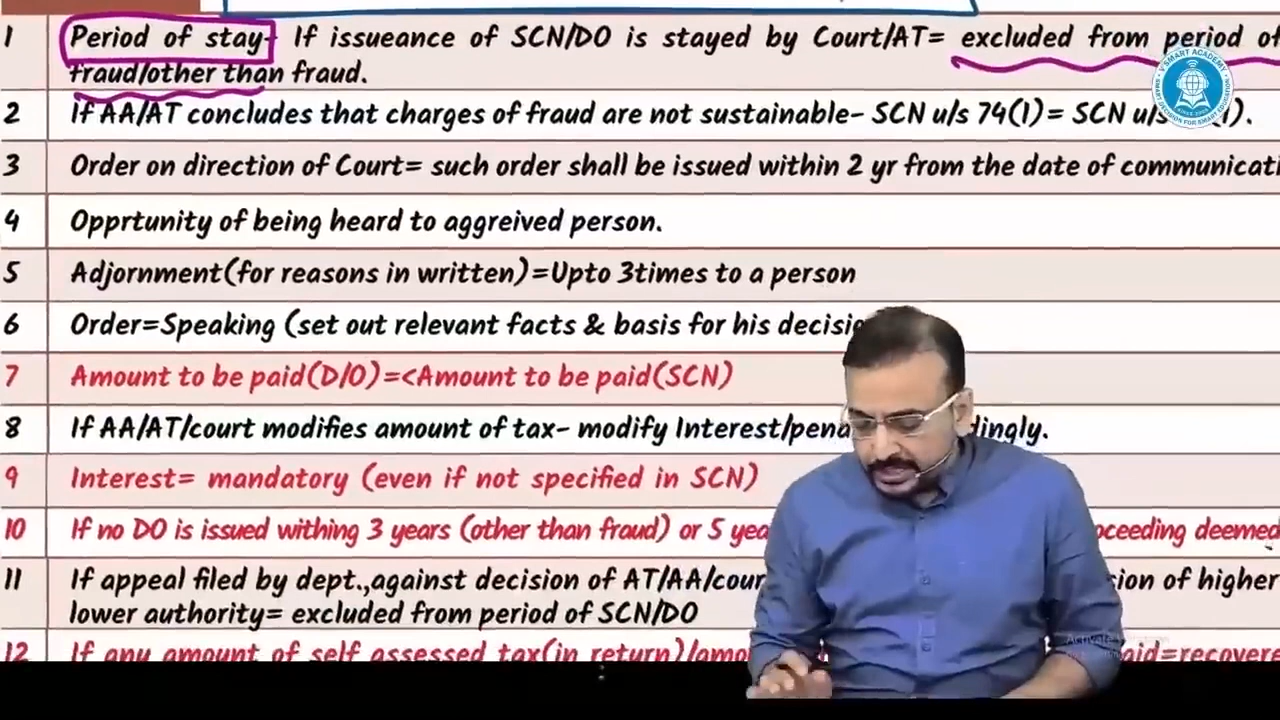 1 Period of stay- If issueance of SCN/DO is stayed by Court/AT= excluded from period of
fraud/other than fraud.
2 If AA/AT concludes that charges of fraud are not sustainable- SCN u/s 74(1)= SCN u/s
3 Order on direction of Court= such order shall be issued within 2 yr from the date of
4 Opprtunity of being heard to aggreived person.
5 Adjornment(for reasons in written)=Upto 3times to a person
6 Order=Speaking (set out relevant facts & basis for his
7 Amount to be paid(D/O)=<Amount to be paid(SCN)
8 If AA/AT/court modifies amount of tax- modify Interest/
9 Interest= mandatory (even if not specified in SCN)
10 If no DO is issued withing 3 years (other than fraud) or 5 deemed
11 If appeal filed by dept.,against decision of AT/AA/ of higher
lower authority= excluded from period of SCN/DO
12 If any amount of self assessed tax(in return)/
V'SMART ACADEMY